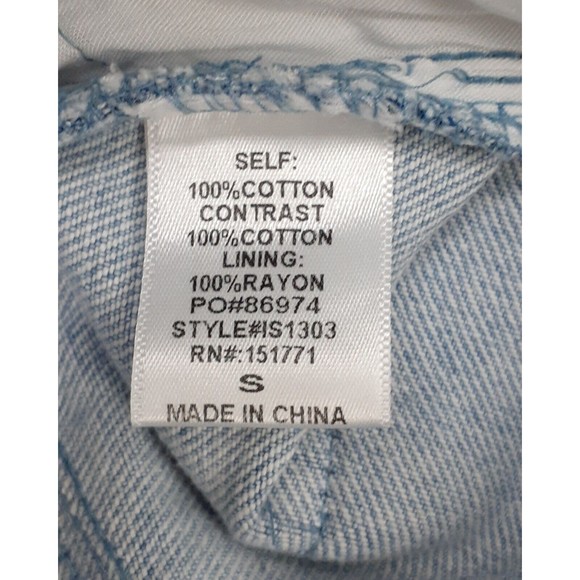 SELF:
100%COTTON
CONTRAST
100%COTTON
LINING:
100%RAYON
PO#86974
STYLE#IS1303
RN#:151771
S
MADE IN CHINA